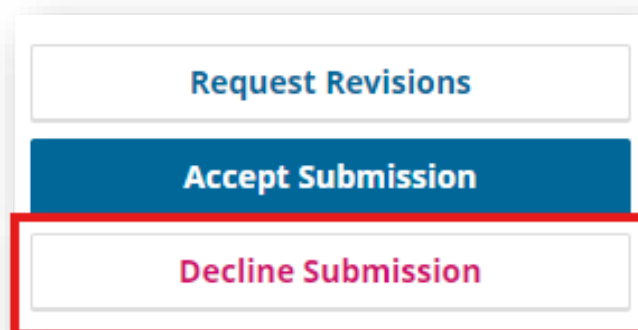 Request Revisions
Accept Submission
Decline Submission